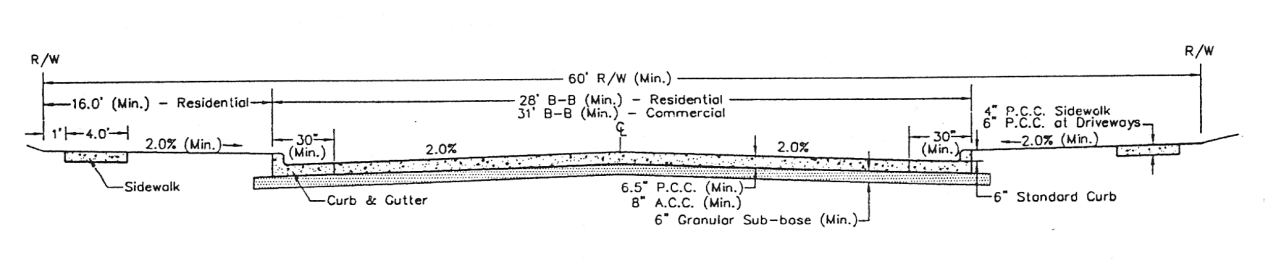 R/W
R/W
60' R/W (Min.)
16.0' (Min.) - Residential
28' B-B (Min.) - Residential
31' B-B (Min.) - Commercial
4" P.C.C. Sidewalk
6" P.C.C. at Driveways
1'
4.0'
2.0% (Min.)
30"
(Min.)
2.0%
℄
2.0%
30"
(Min.)
2.0% (Min.)
Sidewalk
Curb & Gutter
6.5" P.C.C. (Min.)
8" A.C.C. (Min.)
6" Granular Sub-base (Min.)
6" Standard Curb